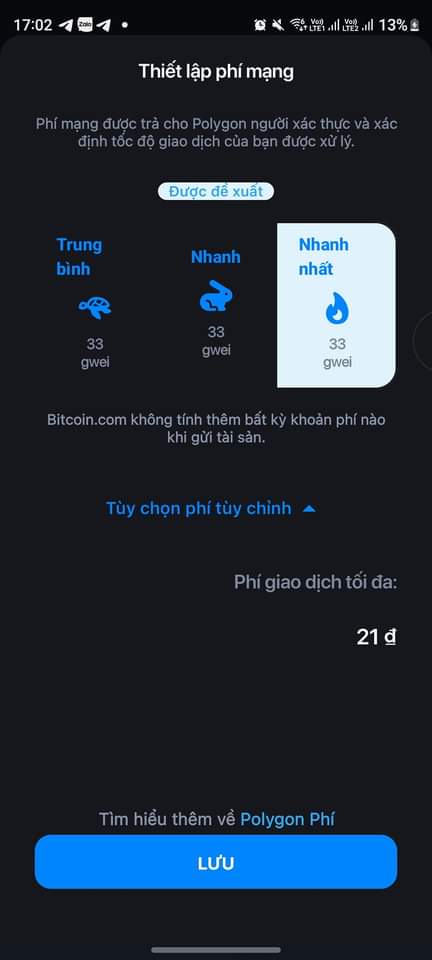 17:02 Zalo Vo)) LTE1 Vo)) LTE2 13%
Thiết lập phí mạng
Phí mạng được trả cho Polygon người xác thực và xác
định tốc độ giao dịch của bạn được xử lý.
Được đề xuất
Trung
bình
33
gwei
Nhanh
33
gwei
Nhanh
nhất
33
gwei
Bitcoin.com không tính thêm bất kỳ khoản phí nào
khi gửi tài sản.
Tùy chọn phí tùy chỉnh
Phí giao dịch tối đa:
21 ₫
Tìm hiểu thêm về Polygon Phí
LƯU